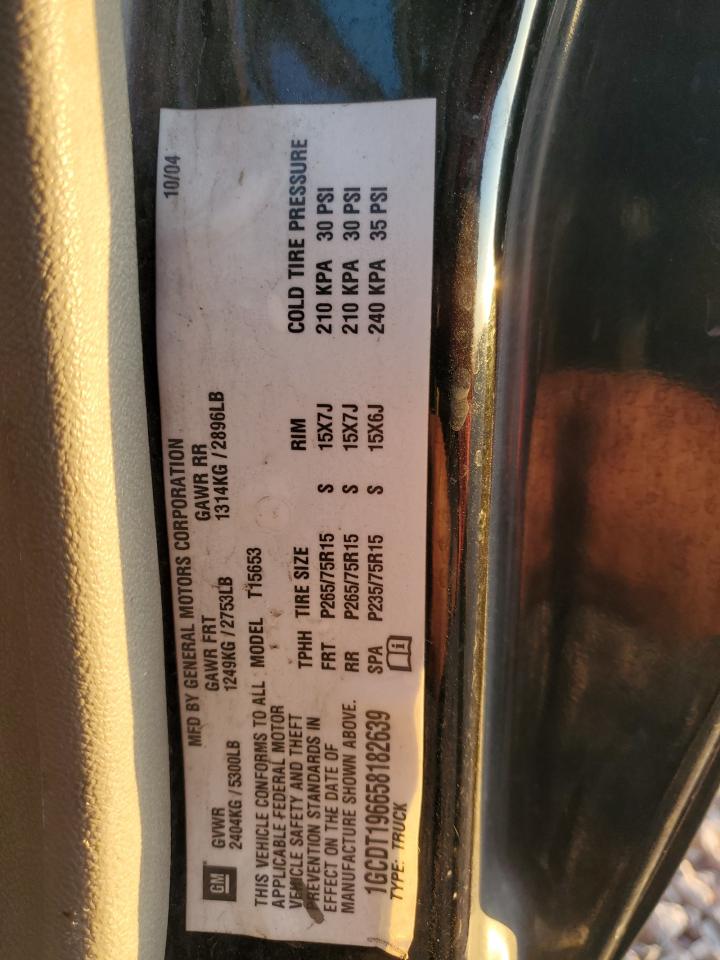 MFD BY GENERAL MOTORS CORPORATION 10/04
GM
GVWR GAWR FRT GAWR RR
2404KG / 5300LB 1249KG / 2753LB 1314KG / 2896LB
THIS VEHICLE CONFORMS TO ALL
APPLICABLE FEDERAL MOTOR
VEHICLE SAFETY AND THEFT
PREVENTION STANDARDS IN
EFFECT ON THE DATE OF
MANUFACTURE SHOWN ABOVE.
1GCDT196658182639
TYPE: TRUCK
MODEL T15653
TPHH TIRE SIZE RIM COLD TIRE PRESSURE
FRT P265/75R15 S 15X7J 210 KPA 30 PSI
RR P265/75R15 S 15X7J 210 KPA 30 PSI
SPA P235/75R15 S 15X6J 240 KPA 35 PSI